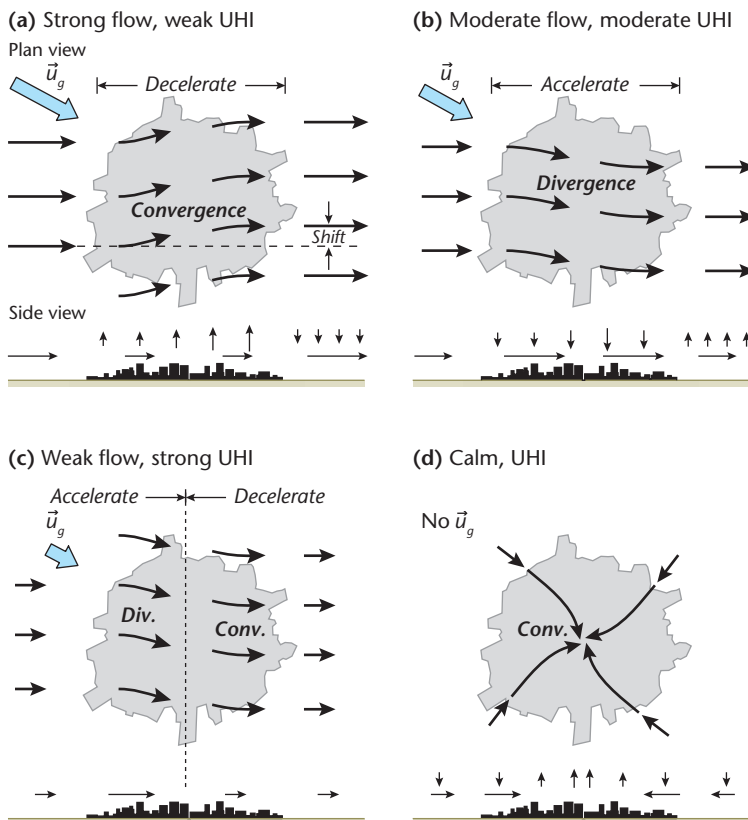 (a) Strong flow, weak UHI
Plan view
u⃗g
Decelerate
Convergence
Shift
Side view
(b) Moderate flow, moderate UHI
u⃗g
Accelerate
Divergence
(c) Weak flow, strong UHI
Accelerate
Decelerate
u⃗g
Div.
Conv.
(d) Calm, UHI
No u⃗g
Conv.